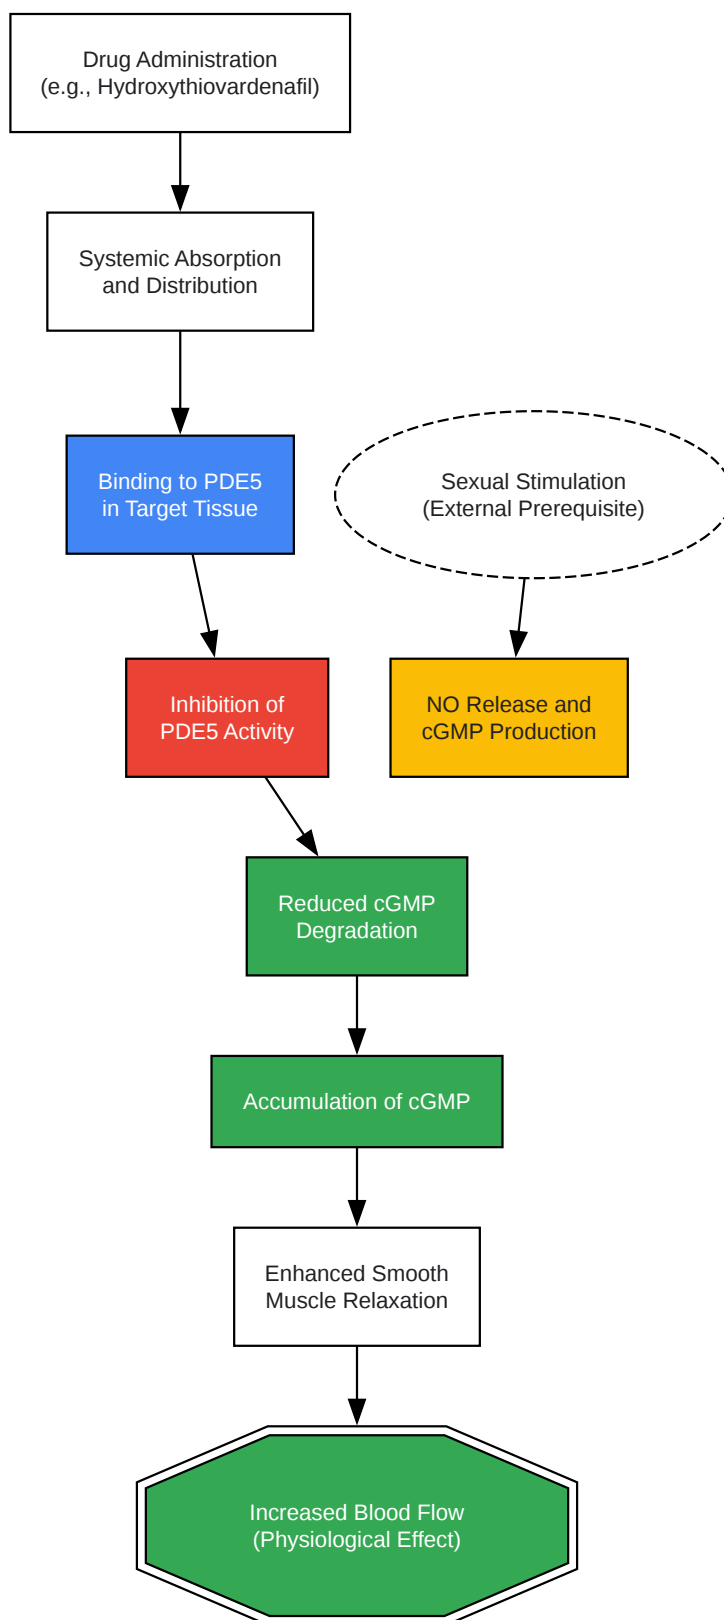 Drug Administration
(e.g., Hydroxythiovardenafil)
Systemic Absorption
and Distribution
Binding to PDE5
in Target Tissue
Sexual Stimulation
(External Prerequisite)
Inhibition of
PDE5 Activity
NO Release and
cGMP Production
Reduced cGMP
Degradation
Accumulation of cGMP
Enhanced Smooth
Muscle Relaxation
Increased Blood Flow
(Physiological Effect)